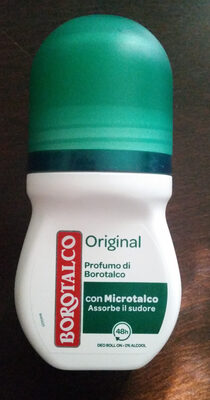 BOROTALCO
Original
Profumo di
Borotalco
con Microtalco
Assorbe il sudore
48h
DEO ROLL ON • 0% ALCOOL